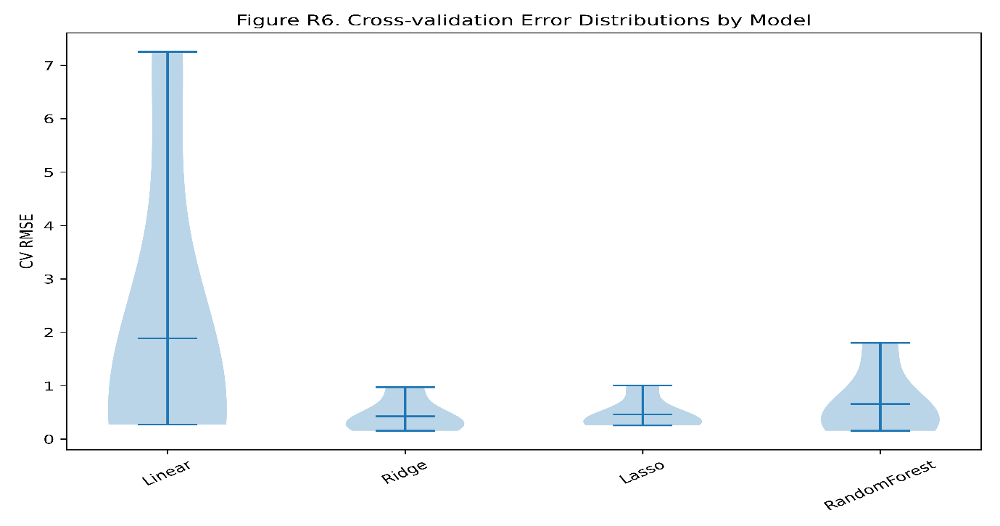 Figure R6. Cross-validation Error Distributions by Model
CV RMSE
7
6
5
4
3
2
1
0
Linear
Ridge
Lasso
RandomForest